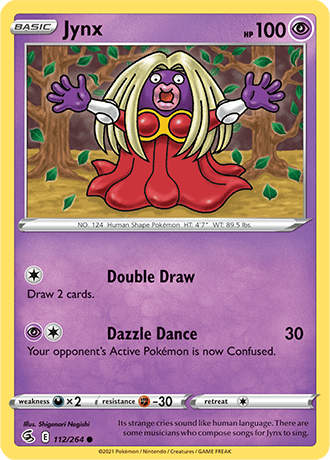 BASIC Jynx HP 100
NO. 124 Human Shape Pokémon HT: 4'7" WT: 89.5 lbs.
Double Draw
Draw 2 cards.
Dazzle Dance 30
Your opponent's Active Pokémon is now Confused.
weakness ×2 resistance -30 retreat
Illus. Shigenori Negishi
Its strange cries sound like human language. There are
some musicians who compose songs for Jynx to sing.
E 112/264 ●
©2021 Pokémon / Nintendo / Creatures / GAME FREAK